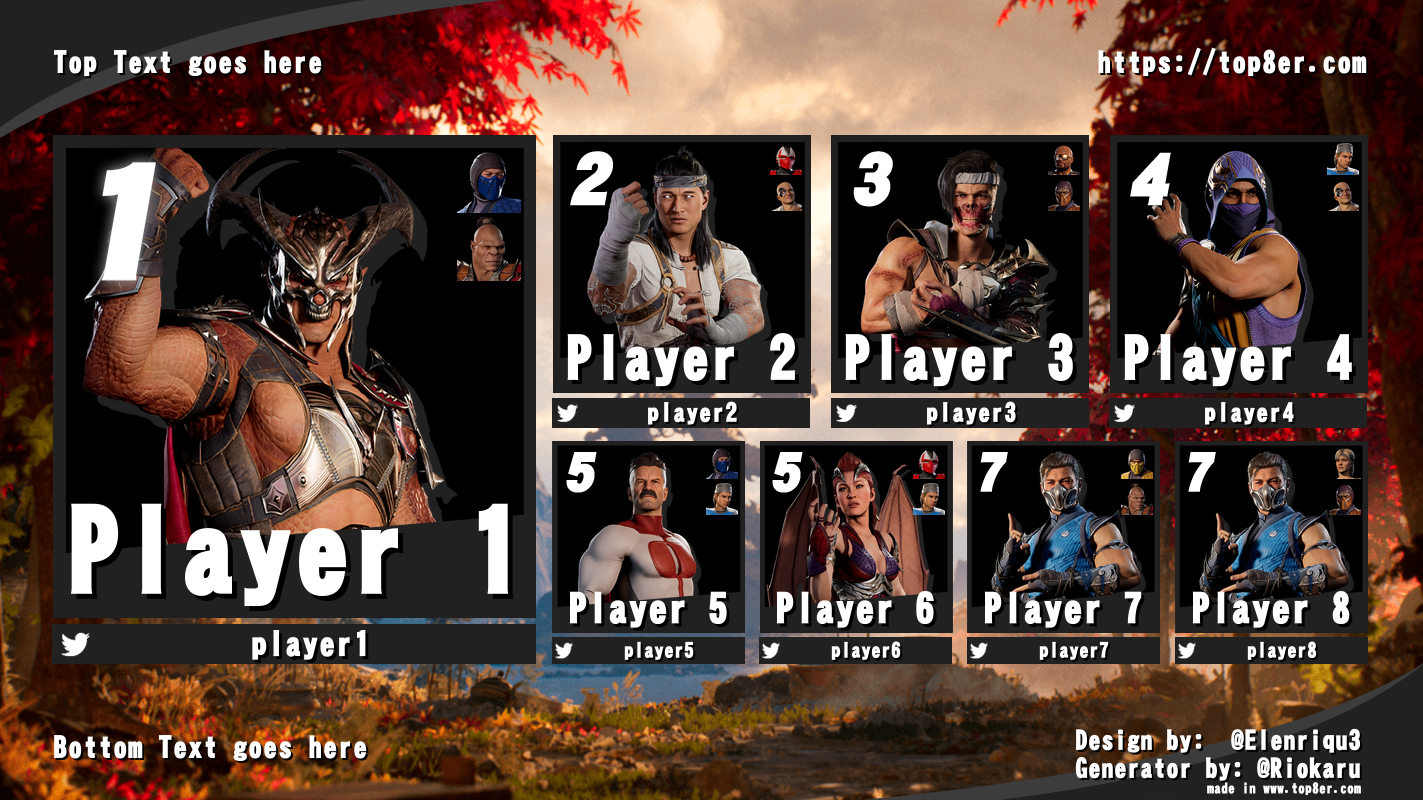 Top Text goes here
https://top8er.com
1
Player 1
player1
2
Player 2
player2
3
Player 3
player3
4
Player 4
player4
5
Player 5
player5
5
Player 6
player6
7
Player 7
player7
7
Player 8
player8
Bottom Text goes here
Design by: @Elenriqu3
Generator by: @Riokaru
made in www.top8er.com